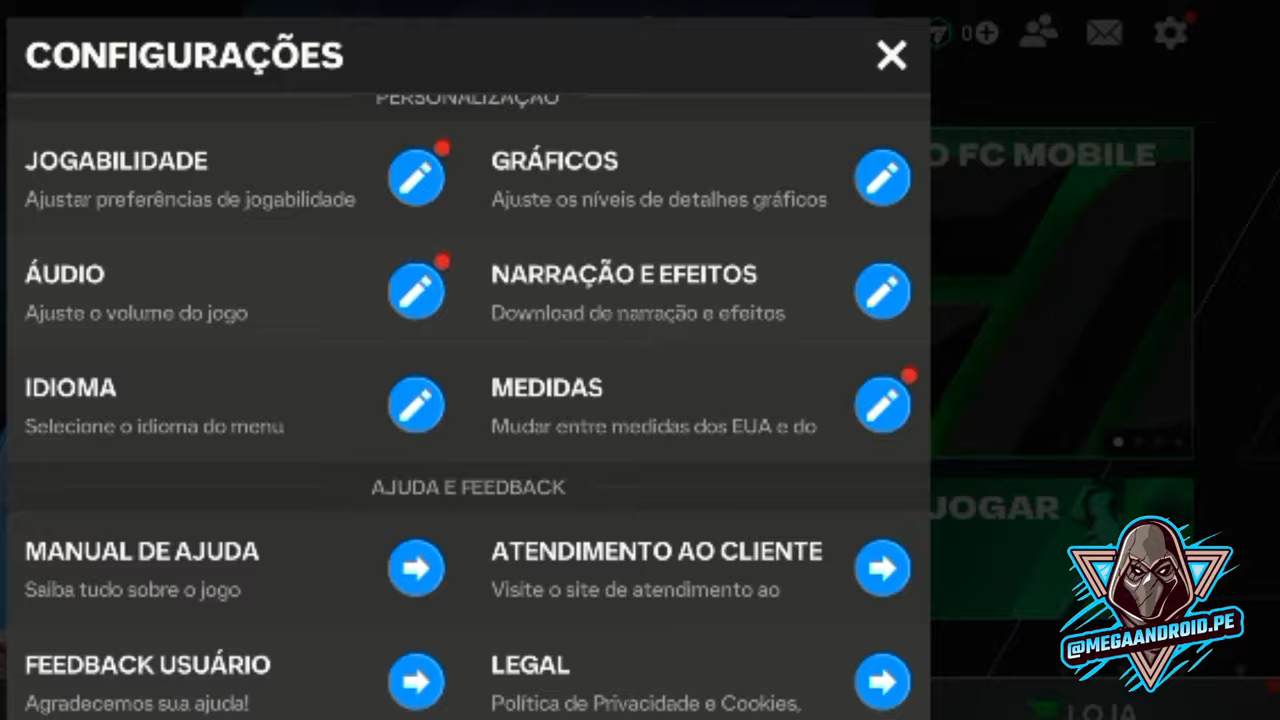 CONFIGURAÇÕES
0
PERSONALIZAÇÃO
JOGABILIDADE
Ajustar preferências de jogabilidade
GRÁFICOS
Ajuste os níveis de detalhes gráficos
O FC MOBILE
ÁUDIO
Ajuste o volume do jogo
NARRAÇÃO E EFEITOS
Download de narração e efeitos
IDIOMA
Selecione o idioma do menu
MEDIDAS
Mudar entre medidas dos EUA e do
AJUDA E FEEDBACK
JOGAR
MANUAL DE AJUDA
Saiba tudo sobre o jogo
ATENDIMENTO AO CLIENTE
Visite o site de atendimento ao
FEEDBACK USUÁRIO
Agradecemos sua ajuda!
LEGAL
Política de Privacidade e Cookies,
@MEGAANDROID.PE
LOJA